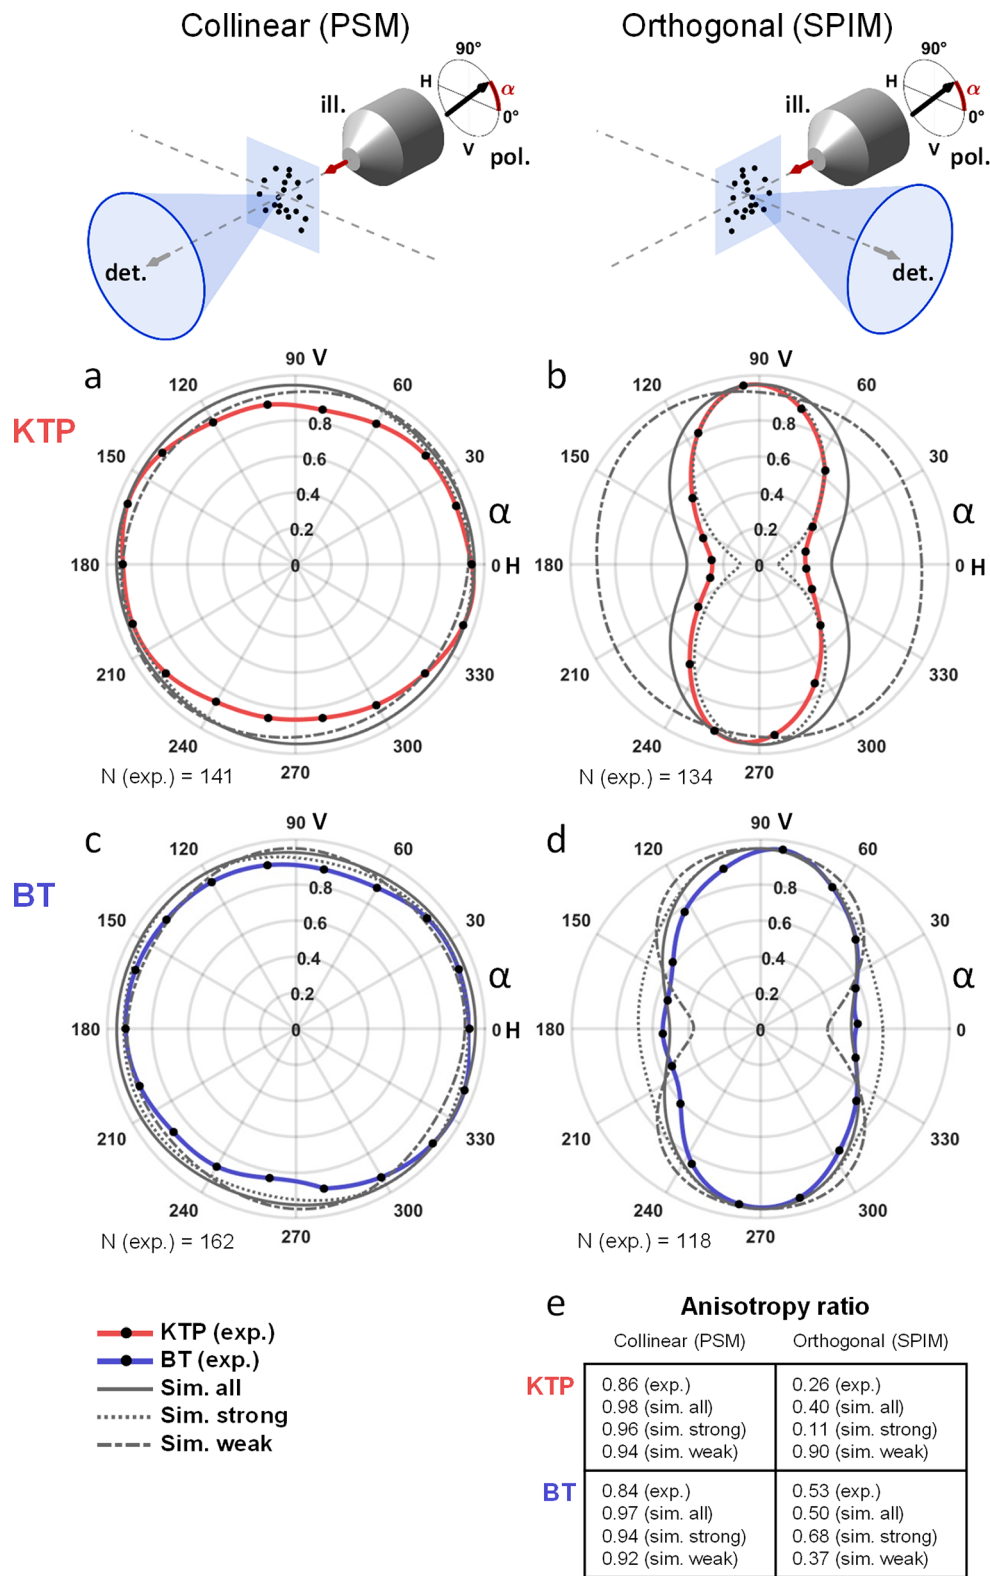 Collinear (PSM)
Orthogonal (SPIM)
90°
H
α
0°
V
pol.
ill.
det.
90°
H
α
0°
V
pol.
ill.
det.
KTP
a
90 V
120
60
150
30
0.8
0.6
0.4
0.2
α
180
0
0 H
210
330
240
300
270
N (exp.) = 141
b
90 V
120
60
150
30
0.8
0.6
0.4
0.2
α
180
0
0 H
210
330
240
300
270
N (exp.) = 134
BT
c
90 V
120
60
150
30
0.8
0.6
0.4
0.2
α
180
0
0 H
210
330
240
300
270
N (exp.) = 162
d
90 V
120
60
150
30
0.8
0.6
0.4
0.2
α
180
0
0
210
330
240
300
270
N (exp.) = 118
KTP (exp.)
BT (exp.)
Sim. all
Sim. strong
Sim. weak
e
Anisotropy ratio
Collinear (PSM) Orthogonal (SPIM)
KTP 0.86 (exp.) 0.26 (exp.)
0.98 (sim. all) 0.40 (sim. all)
0.96 (sim. strong) 0.11 (sim. strong)
0.94 (sim. weak) 0.90 (sim. weak)
BT 0.84 (exp.) 0.53 (exp.)
0.97 (sim. all) 0.50 (sim. all)
0.94 (sim. strong) 0.68 (sim. strong)
0.92 (sim. weak) 0.37 (sim. weak)